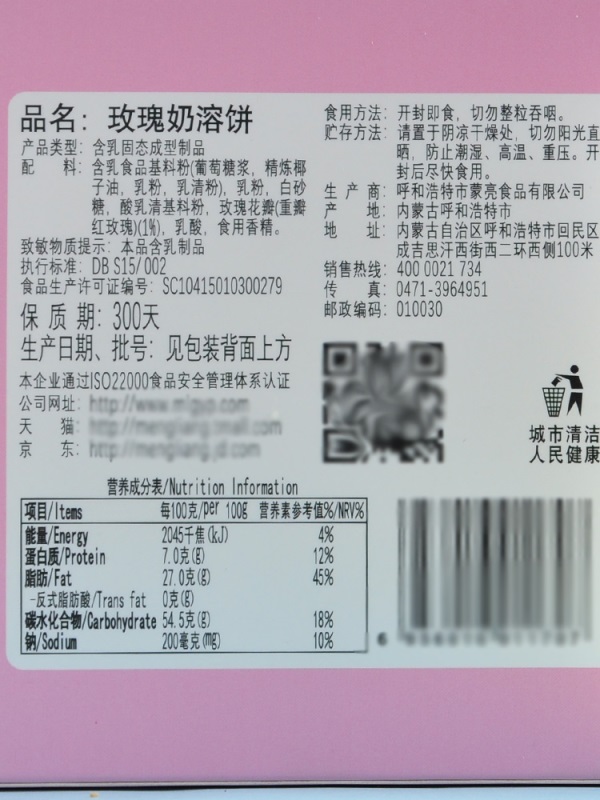 品名：玫瑰奶溶饼
产品类型：含乳固态成型制品
配 料：含乳食品基料粉(葡萄糖浆，精炼椰
子油，乳粉，乳清粉)，乳粉，白砂
糖，酸乳清基料粉，玫瑰花瓣(重瓣
红玫瑰)(1%)，乳酸，食用香精。
致敏物质提示：本品含乳制品
执行标准：DB S15/ 002
食品生产许可证编号：SC10415010300279
保 质 期：300天
生产日期、批号：见包装背面上方
本企业通过ISO22000食品安全管理体系认证
公司网址：
天 猫：
京 东：
食用方法：开封即食，切勿整粒吞咽。
贮存方法：请置于阴凉干燥处，切勿阳光直
晒，防止潮湿、高温、重压。开
封后尽快食用。
生 产 商：呼和浩特市蒙亮食品有限公司
产 地：内蒙古呼和浩特市
地 址：内蒙古自治区呼和浩特市回民区
成吉思汗西街西二环西侧100米
销售热线：400 0021 734
传 真：0471-3964951
邮政编码：010030
城市清洁
人民健康
营养成分表/Nutrition Information
项目/Items 每100克/per 100g 营养素参考值%/NRV%
能量/Energy 2045千焦(kJ) 4%
蛋白质/Protein 7.0克(g) 12%
脂肪/Fat 27.0克(g) 45%
-反式脂肪酸/Trans fat 0克(g)
碳水化合物/Carbohydrate 54.5克(g) 18%
钠/Sodium 200毫克(mg) 10%